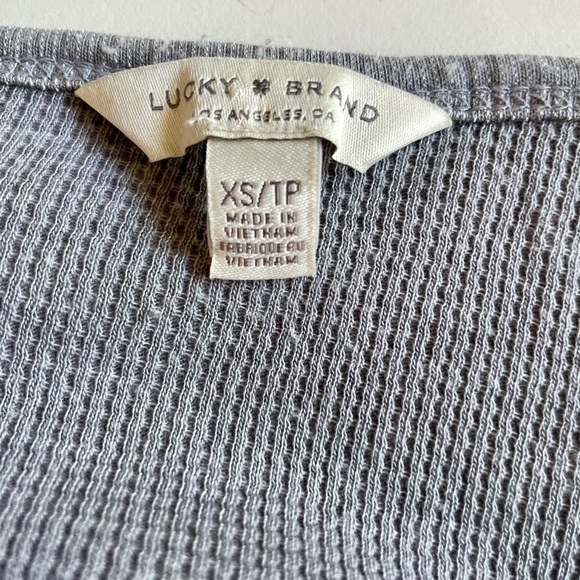 LUCKY BRAND
LOS ANGELES, CA
XS/TP
MADE IN
VIETNAM
FABRIQUE AU
VIETNAM